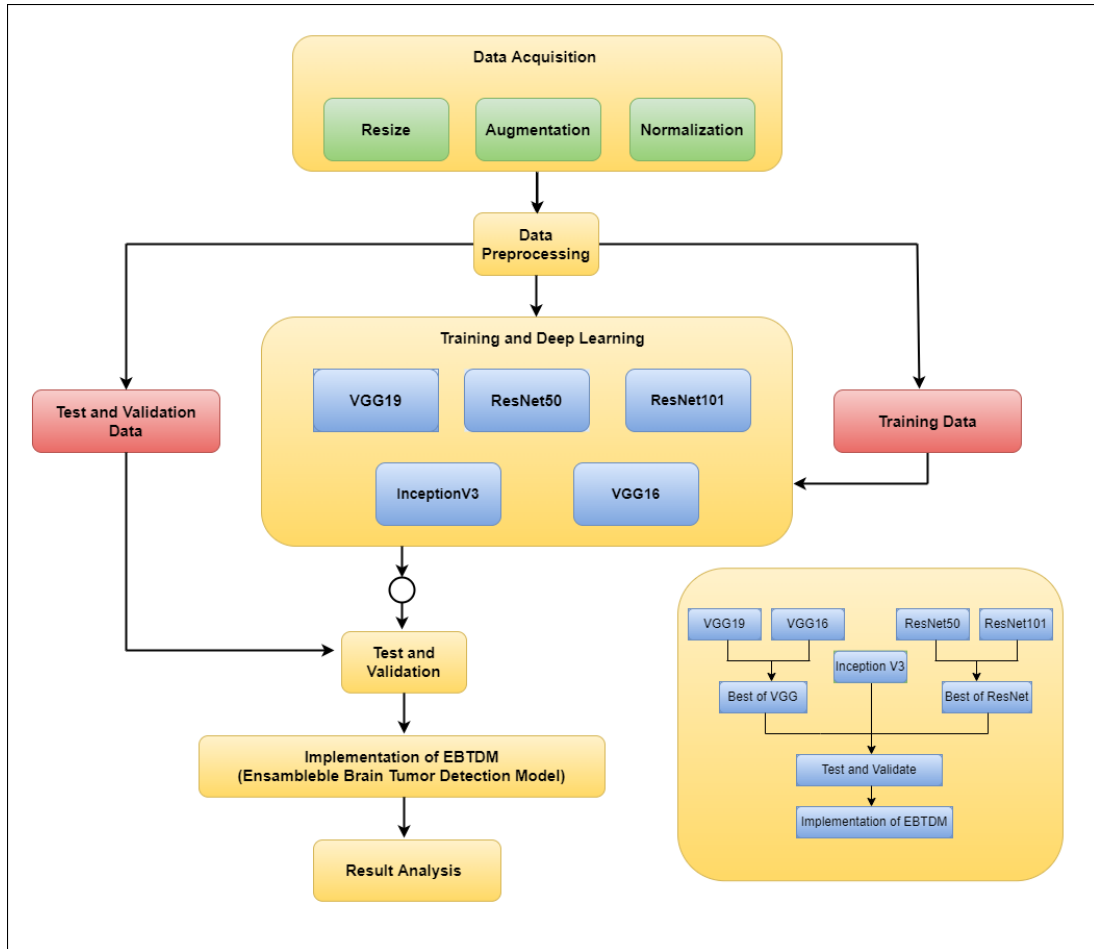 Data Acquisition
Resize
Augmentation
Normalization
Data
Preprocessing
Training and Deep Learning
VGG19
ResNet50
ResNet101
InceptionV3
VGG16
Test and Validation
Data
Training Data
Test and
Validation
Implementation of EBTDM
(Ensambleble Brain Tumor Detection Model)
Result Analysis
VGG19
VGG16
ResNet50
ResNet101
Inception V3
Best of VGG
Best of ResNet
Test and Validate
Implementation of EBTDM